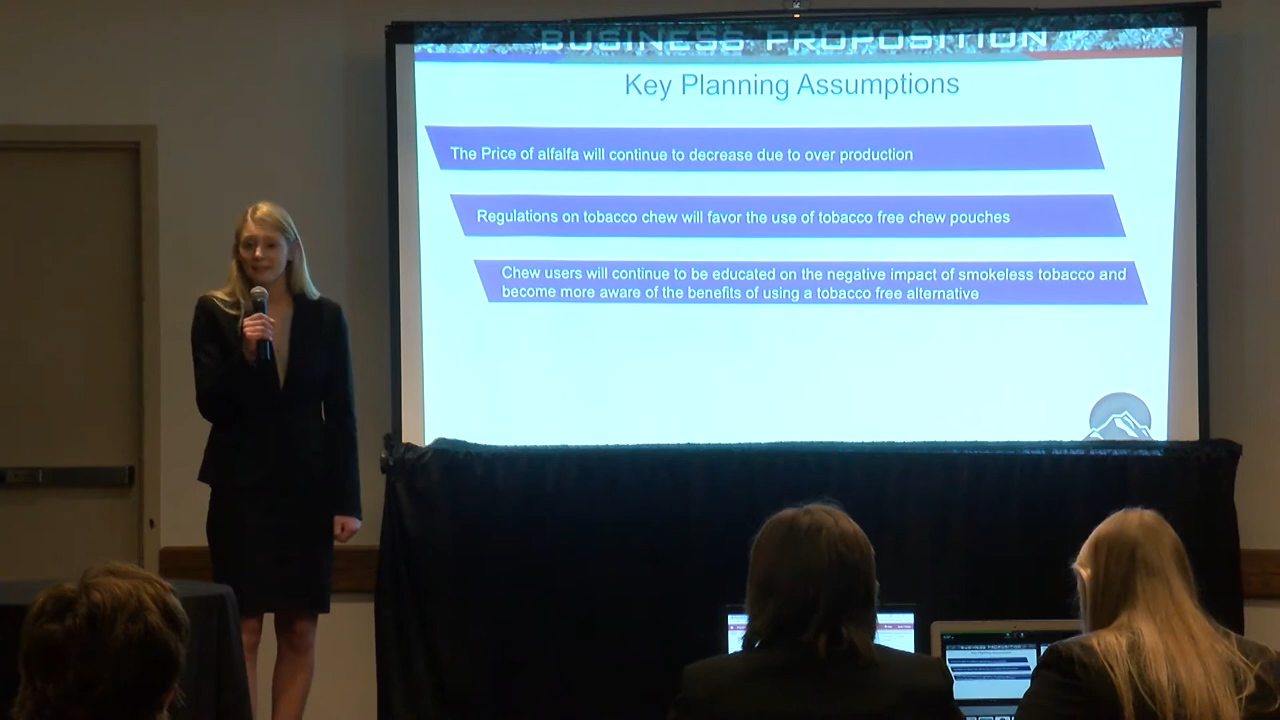 BUSINESS PROPOSITION
Key Planning Assumptions
The Price of alfalfa will continue to decrease due to over production
Regulations on tobacco chew will favor the use of tobacco free chew pouches
Chew users will continue to be educated on the negative impact of smokeless tobacco and
become more aware of the benefits of using a tobacco free alternative
BUSINESS PROPOSITION